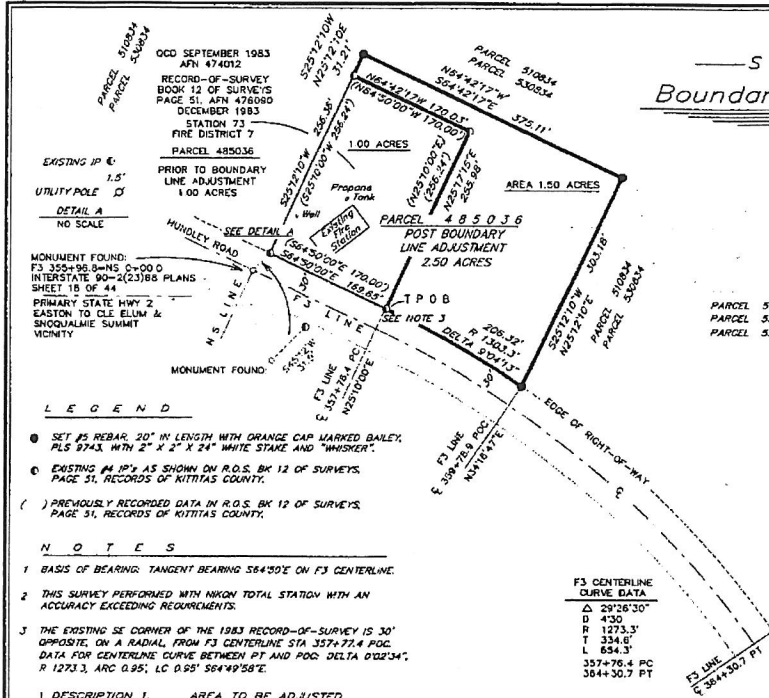 S
Boundar
PARCEL 510834
PARCEL 530834
QCD SEPTEMBER 1983
AFN 474012
RECORD-OF-SURVEY
BOOK 12 OF SURVEYS
PAGE 51, AFN 476090
DECEMBER 1983
STATION 73
FIRE DISTRICT 7
PARCEL 485036
PRIOR TO BOUNDARY
LINE ADJUSTMENT
1.00 ACRES
S25°12'10W
N25°12'10E
31.21'
PARCEL 510834
PARCEL 530834
N64°42'17"W
S64°42'17"E
375.11'
N64°42'17W 170.03'
(N64°50'00"W 170.00')
S25°12'10"W 256.38'
(S25°10'00"W 256.24')
1.00 ACRES
(N25°10'00"E)
(256.24')
N25°17'15"E
255.98'
AREA 1.50 ACRES
Propane
Tank
Well
Existing
Fire
Station
PARCEL 485036
POST BOUNDARY
LINE ADJUSTMENT
2.50 ACRES
303.18'
S25°12'10"W
N25°12'10"E
PARCEL 510834
PARCEL 530834
EXISTING IP
1.5'
UTILITY POLE
DETAIL A
NO SCALE
HUNDLEY ROAD
SEE DETAIL A
(S64°50'00"E 170.00')
S64°50'00"E 169.65'
MONUMENT FOUND:
F3 355+96.8=NS 0+00.0
INTERSTATE 90-2(23)68 PLANS
SHEET 18 OF 44
PRIMARY STATE HWY 2
EASTON TO CLE ELUM &
SNOQUALMIE SUMMIT
VICINITY
NS LINE
30'
F3 LINE
TPOB
SEE NOTE 3
206.32'
R 1303.3'
DELTA 9°04'13"
30'
MONUMENT FOUND
F3 LINE
℄ 357+76.4 PC
N25°10'00"E
F3 LINE
℄ 359+78.9 POC
N34°16'47"E
EDGE OF RIGHT-OF-WAY
℄
PARCEL 5
PARCEL 5
PARCEL 5
LEGEND
SET #5 REBAR, 20" IN LENGTH WITH ORANGE CAP MARKED BAILEY,
PLS 9743, WITH 2" X 2" X 24" WHITE STAKE AND "WHISKER".
EXISTING #4 IP's AS SHOWN ON R.O.S. BK 12 OF SURVEYS,
PAGE 51, RECORDS OF KITTITAS COUNTY.
( ) PREVIOUSLY RECORDED DATA IN R.O.S. BK 12 OF SURVEYS,
PAGE 51, RECORDS OF KITTITAS COUNTY.
NOTES
1 BASIS OF BEARING: TANGENT BEARING S64°50'E ON F3 CENTERLINE.
2 THIS SURVEY PERFORMED WITH NIKON TOTAL STATION WITH AN
ACCURACY EXCEEDING REQUIREMENTS.
3 THE EXISTING SE CORNER OF THE 1983 RECORD-OF-SURVEY IS 30'
OPPOSITE, ON A RADIAL, FROM F3 CENTERLINE STA 357+77.4 POC.
DATA FOR CENTERLINE CURVE BETWEEN PT AND POC: DELTA 0°02'34",
R 1273.3, ARC 0.95', LC 0.95' S64°49'58"E.
F3 CENTERLINE
CURVE DATA
Δ 29°26'30"
D 4°30
R 1273.3'
T 334.6'
L 654.3'
357+76.4 PC
364+30.7 PT
F3 LINE
℄ 364+30.7 PT
1 DESCRIPTION 1. AREA TO BE ADJUSTED